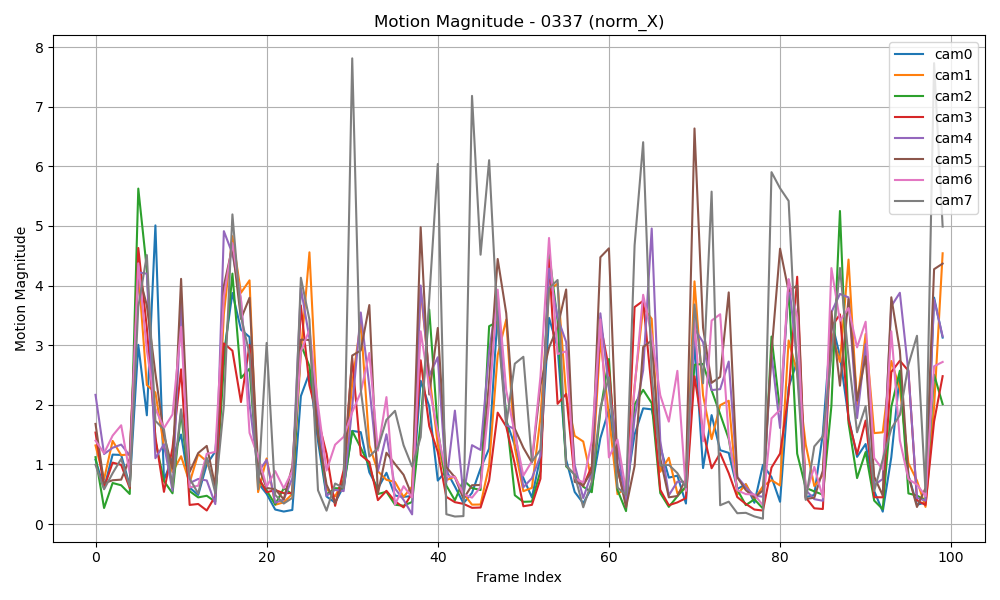 Motion Magnitude - 0337 (norm_X)
Motion Magnitude
8
7
6
5
4
3
2
1
0
cam0
cam1
cam2
cam3
cam4
cam5
cam6
cam7
0
20
40
60
80
100
Frame Index